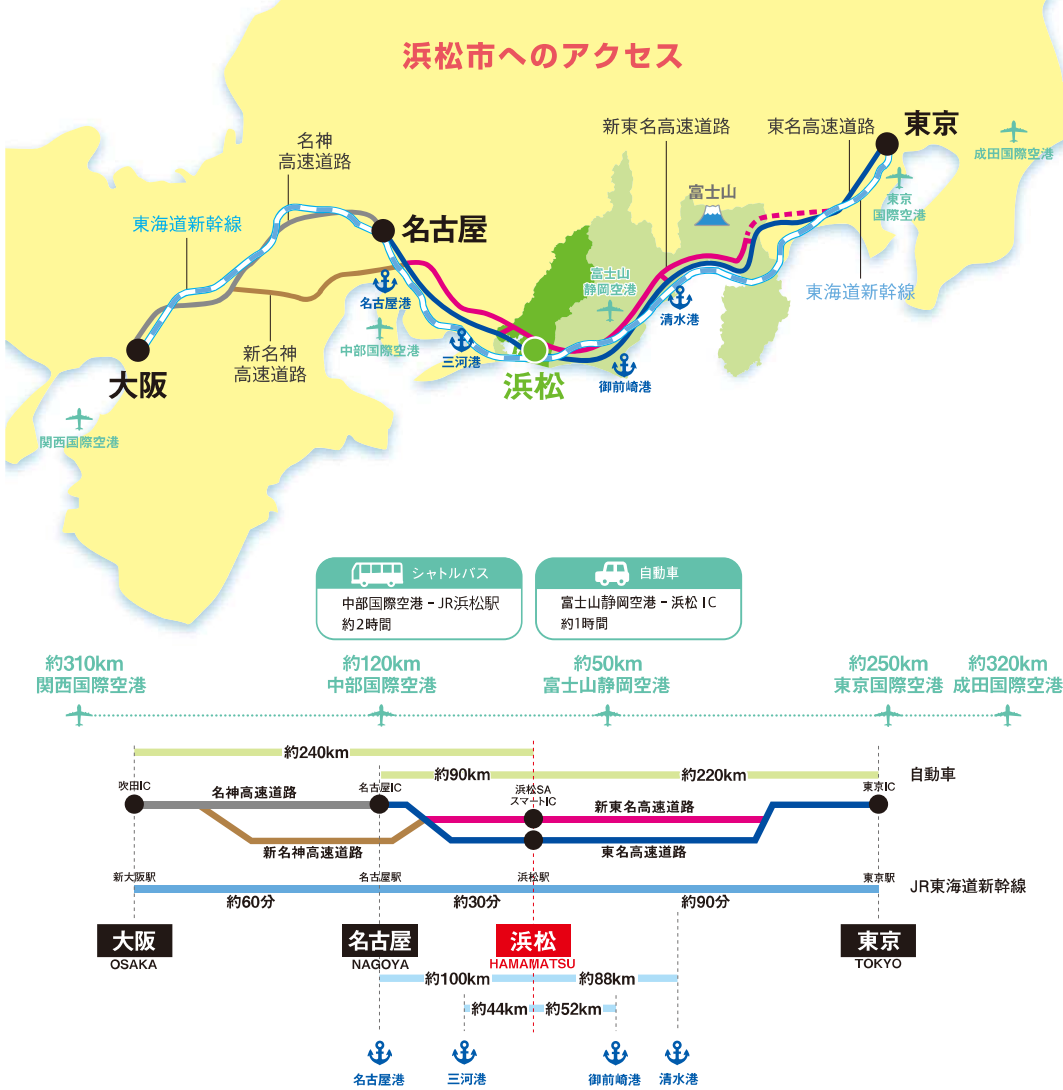 浜松市へのアクセス
名神
高速道路
新東名高速道路
東名高速道路
東京
成田国際空港
東海道新幹線
富士山
東京
国際空港
名古屋
名古屋港
富士山
静岡空港
東海道新幹線
清水港
新名神
高速道路
中部国際空港
三河港
御前崎港
大阪
浜松
関西国際空港
シャトルバス
中部国際空港－JR浜松駅
約2時間
自動車
富士山静岡空港－浜松 IC
約1時間
約310km
関西国際空港
約120km
中部国際空港
約50km
富士山静岡空港
約250km
東京国際空港
約320km
成田国際空港
約240km
約90km
約220km
自動車
吹田IC
名神高速道路
名古屋IC
浜松SA
スマートIC
新東名高速道路
東京IC
新名神高速道路
東名高速道路
新大阪駅
名古屋駅
浜松駅
東京駅
JR東海道新幹線
約60分
約30分
約90分
大阪
OSAKA
名古屋
NAGOYA
浜松
HAMAMATSU
東京
TOKYO
約100km
約88km
約44km
約52km
名古屋港
三河港
御前崎港
清水港